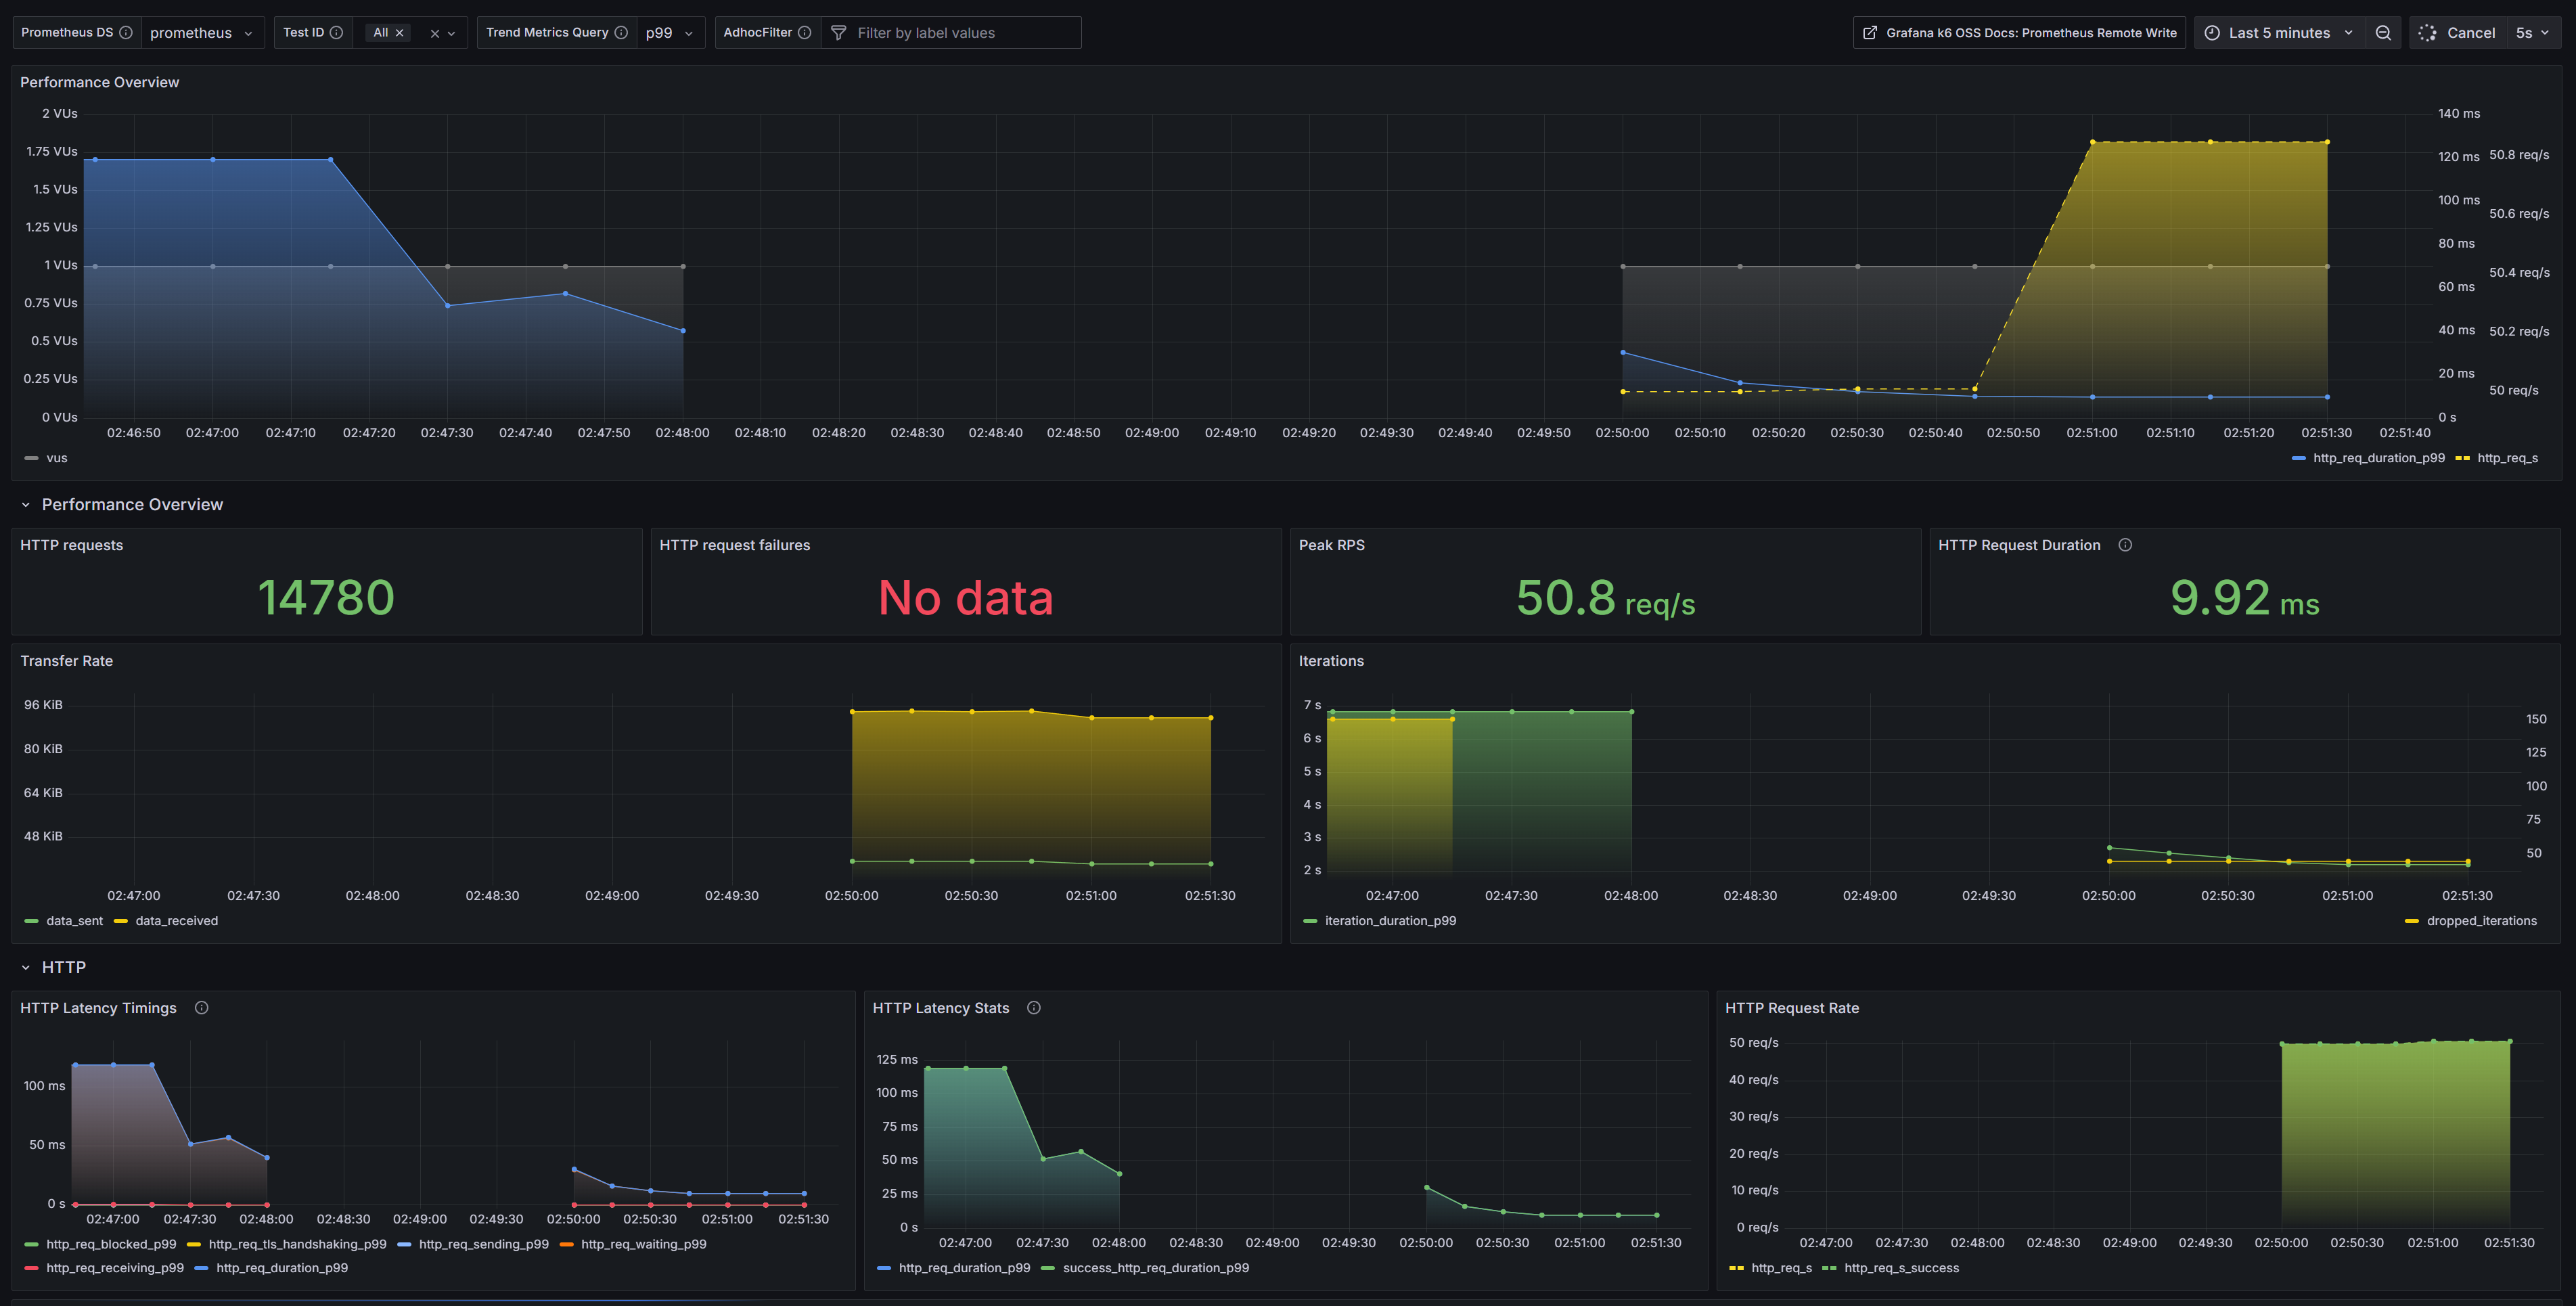 Prometheus DS prometheus Test ID All Trend Metrics Query p99 AdhocFilter Filter by label values Grafana k6 OSS Docs: Prometheus Remote Write Last 5 minutes Cancel 5s
Performance Overview
2 VUs
1.75 VUs
1.5 VUs
1.25 VUs
1 VUs
0.75 VUs
0.5 VUs
0.25 VUs
0 VUs
140 ms
120 ms
100 ms
80 ms
60 ms
40 ms
20 ms
0 s
50.8 req/s
50.6 req/s
50.4 req/s
50.2 req/s
50 req/s
02:46:50 02:47:00 02:47:10 02:47:20 02:47:30 02:47:40 02:47:50 02:48:00 02:48:10 02:48:20 02:48:30 02:48:40 02:48:50 02:49:00 02:49:10 02:49:20 02:49:30 02:49:40 02:49:50 02:50:00 02:50:10 02:50:20 02:50:30 02:50:40 02:50:50 02:51:00 02:51:10 02:51:20 02:51:30 02:51:40
vus http_req_duration_p99 http_req_s
Performance Overview
HTTP requests
14780
HTTP request failures
No data
Peak RPS
50.8 req/s
HTTP Request Duration
9.92 ms
Transfer Rate
96 KiB
80 KiB
64 KiB
48 KiB
02:47:00 02:47:30 02:48:00 02:48:30 02:49:00 02:49:30 02:50:00 02:50:30 02:51:00 02:51:30
data_sent data_received
Iterations
7 s
6 s
5 s
4 s
3 s
2 s
150
125
100
75
50
02:47:00 02:47:30 02:48:00 02:48:30 02:49:00 02:49:30 02:50:00 02:50:30 02:51:00 02:51:30
iteration_duration_p99 dropped_iterations
HTTP
HTTP Latency Timings
100 ms
50 ms
0 s
02:47:00 02:47:30 02:48:00 02:48:30 02:49:00 02:49:30 02:50:00 02:50:30 02:51:00 02:51:30
http_req_blocked_p99 http_req_tls_handshaking_p99 http_req_sending_p99 http_req_waiting_p99
http_req_receiving_p99 http_req_duration_p99
HTTP Latency Stats
125 ms
100 ms
75 ms
50 ms
25 ms
0 s
02:47:00 02:47:30 02:48:00 02:48:30 02:49:00 02:49:30 02:50:00 02:50:30 02:51:00 02:51:30
http_req_duration_p99 success_http_req_duration_p99
HTTP Request Rate
50 req/s
40 req/s
30 req/s
20 req/s
10 req/s
0 req/s
02:47:00 02:47:30 02:48:00 02:48:30 02:49:00 02:49:30 02:50:00 02:50:30 02:51:00 02:51:30
http_req_s http_req_s_success